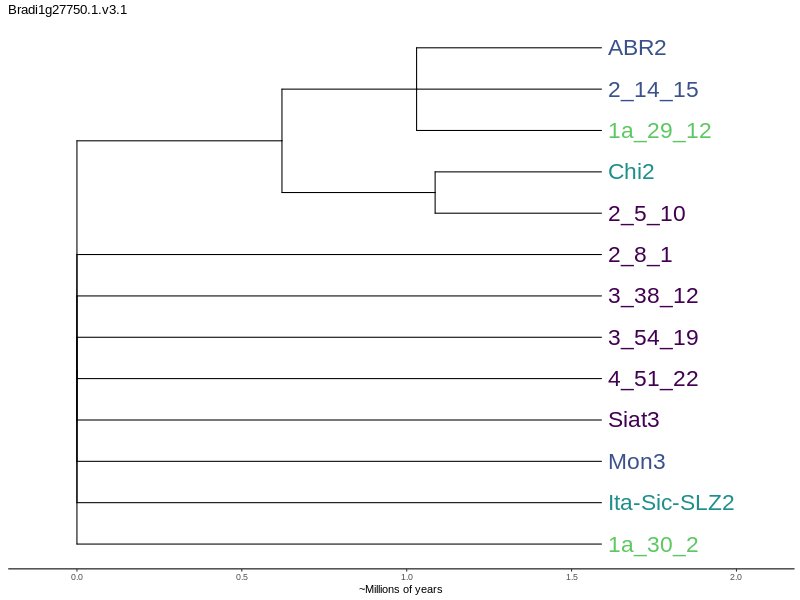 Bradi1g27750.1.v3.1
ABR2
2_14_15
1a_29_12
Chi2
2_5_10
2_8_1
3_38_12
3_54_19
4_51_22
Siat3
Mon3
Ita-Sic-SLZ2
1a_30_2
0.0 0.5 1.0 1.5 2.0
~Millions of years